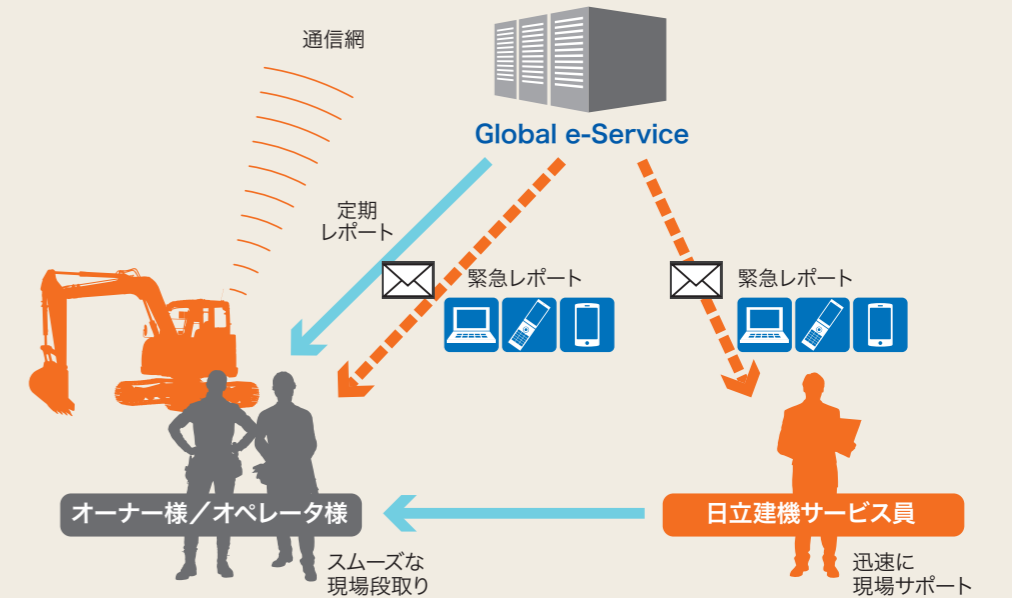 通信網
Global e-Service
定期
レポート
緊急レポート
緊急レポート
オーナー様／オペレータ様
日立建機サービス員
スムーズな
現場段取り
迅速に
現場サポート